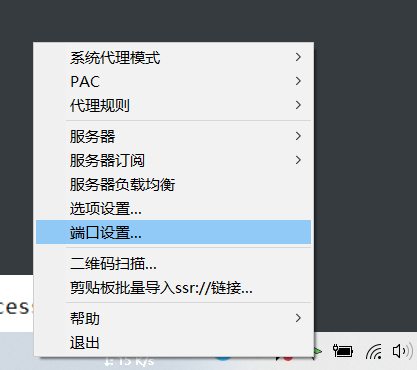 系统代理模式
PAC
代理规则
服务器
服务器订阅
服务器负载均衡
选项设置...
端口设置...
二维码扫描...
剪贴板批量导入ssr://链接...
帮助
cess
退出